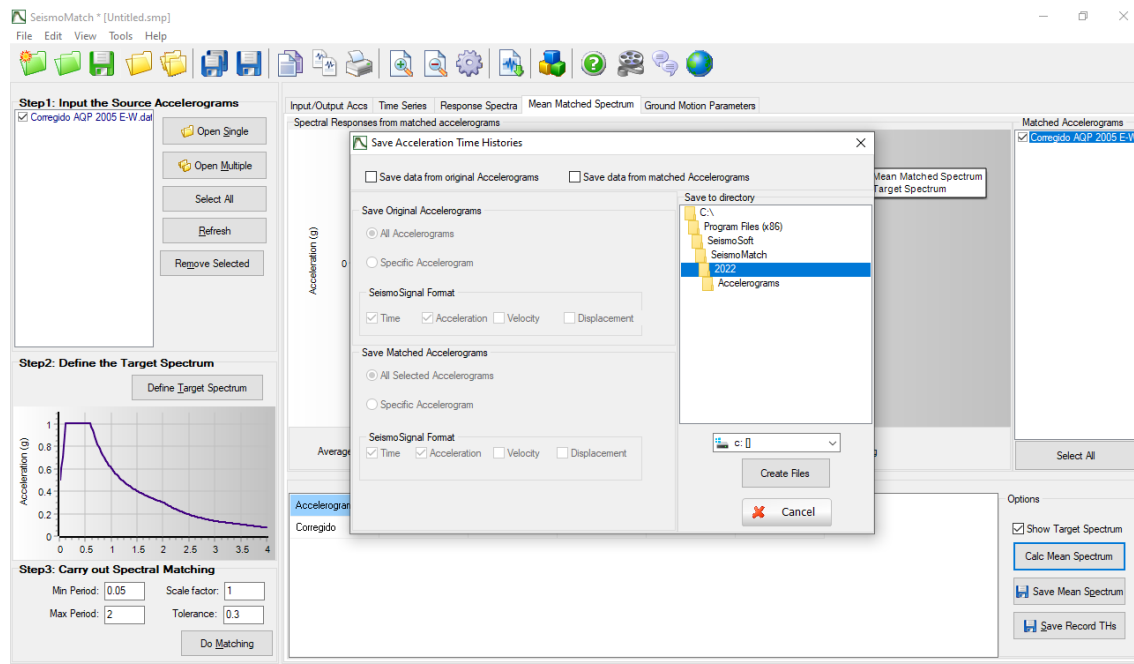 SeismoMatch * [Untitled.smp]
File Edit View Tools Help
Step1: Input the Source Accelerograms
Corregido AQP 2005 E-W.dat
Open Single
Open Multiple
Select All
Refresh
Remove Selected
Step2: Define the Target Spectrum
Define Target Spectrum
Acceleration (g)
1
0.8
0.6
0.4
0.2
0
0 0.5 1 1.5 2 2.5 3 3.5 4
Step3: Carry out Spectral Matching
Min Period: 0.05 Scale factor: 1
Max Period: 2 Tolerance: 0.3
Do Matching
Input/Output Accs Time Series Response Spectra Mean Matched Spectrum Ground Motion Parameters
Spectral Responses from matched accelerograms
Acceleration (g)
0
Mean Matched Spectrum
Target Spectrum
Average
Save Acceleration Time Histories
Save data from original Accelerograms Save data from matched Accelerograms
Save Original Accelerograms
All Accelerograms
Specific Accelerogram
SeismoSignal Format
Time Acceleration Velocity Displacement
Save Matched Accelerograms
All Selected Accelerograms
Specific Accelerogram
SeismoSignal Format
Time Acceleration Velocity Displacement
Save to directory
C:\
Program Files (x86)
SeismoSoft
SeismoMatch
2022
Accelerograms
c: []
Create Files
Cancel
Accelerogram
Corregido
Matched Accelerograms
Corregido AQP 2005 E-W
Select All
Options
Show Target Spectrum
Calc Mean Spectrum
Save Mean Spectrum
Save Record THs